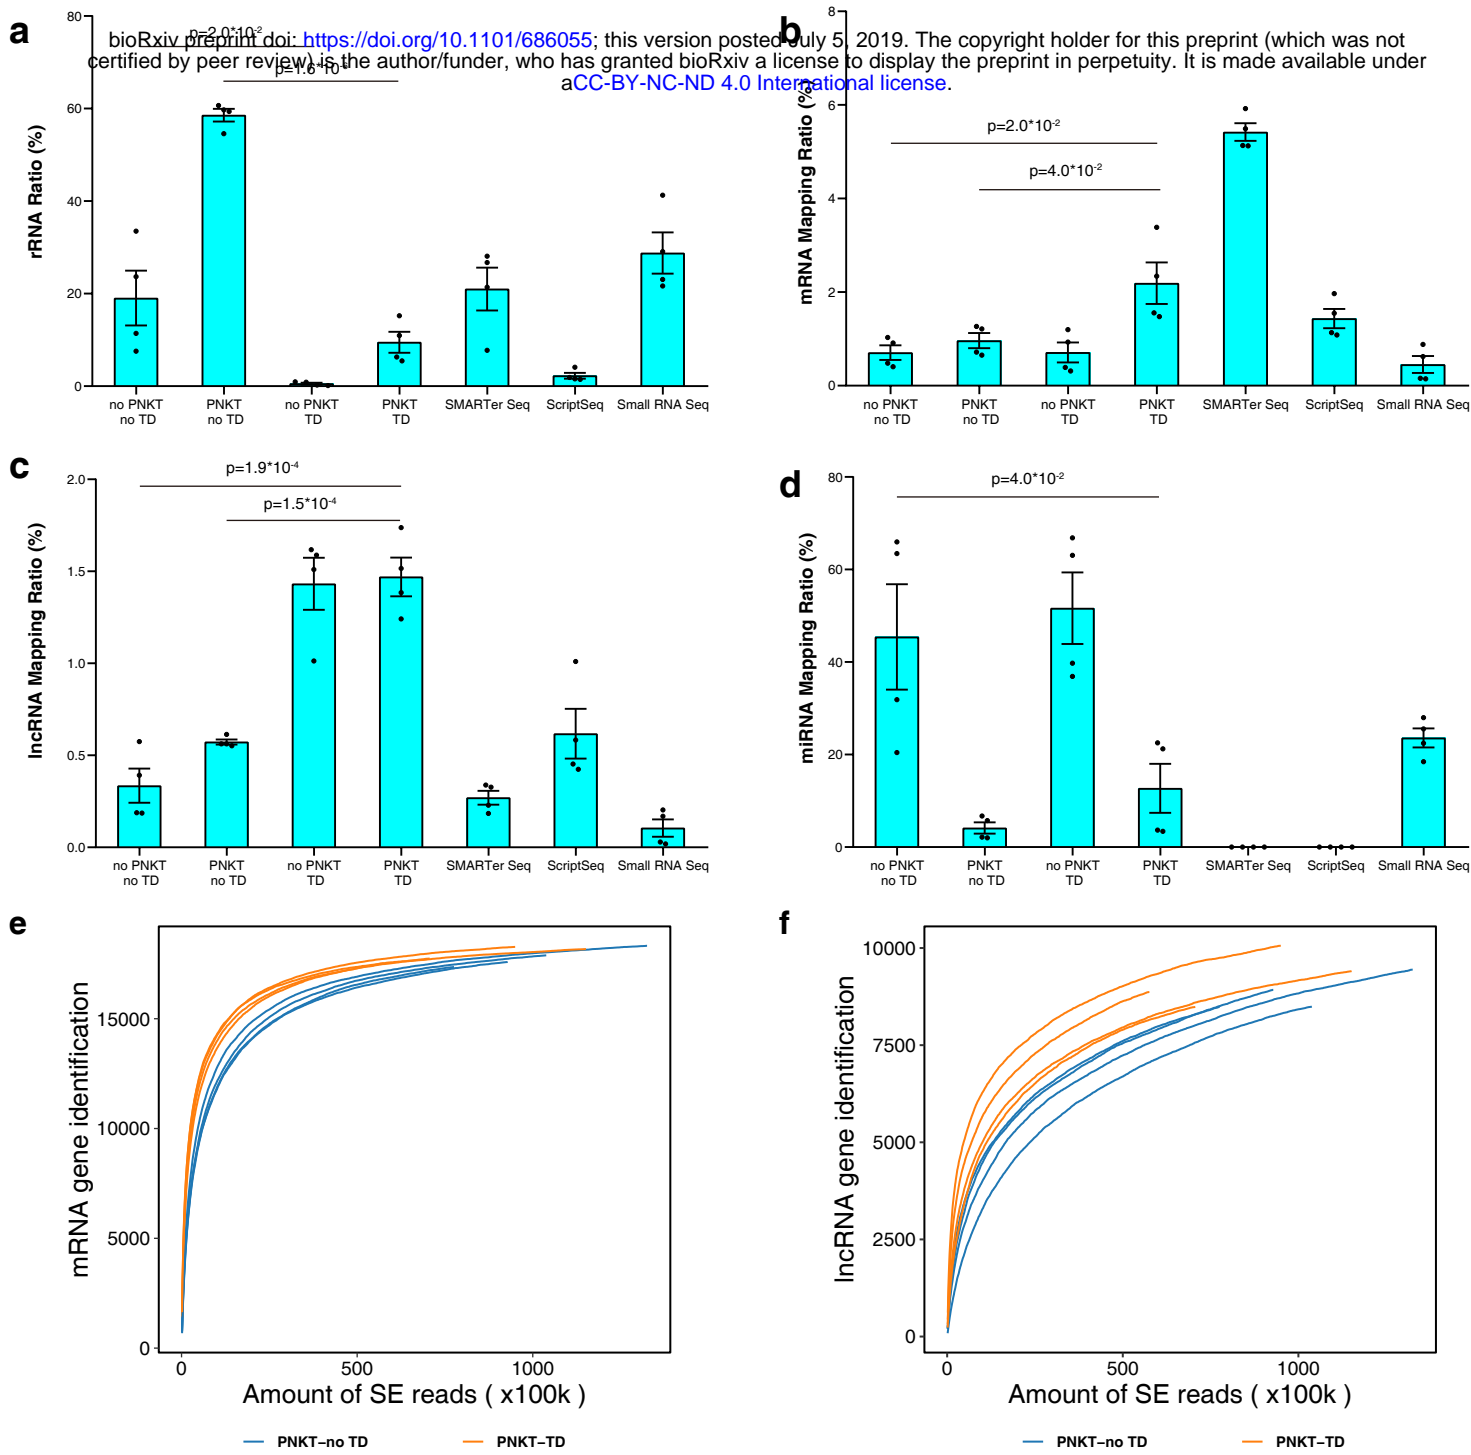 a
b
bioRxiv preprint doi: https://doi.org/10.1101/686055; this version posted July 5, 2019. The copyright holder for this preprint (which was not
certified by peer review) is the author/funder, who has granted bioRxiv a license to display the preprint in perpetuity. It is made available under
aCC-BY-NC-ND 4.0 International license.
p=2.0*10-2
80
60
40
20
0
rRNA Ratio (%)
no PNKT
no TD
PNKT
no TD
no PNKT
TD
PNKT
TD
SMARTer Seq
ScriptSeq
Small RNA Seq
8
6
4
2
0
mRNA Mapping Ratio (%)
p=2.0*10-2
p=4.0*10-2
no PNKT
no TD
PNKT
no TD
no PNKT
TD
PNKT
TD
SMARTer Seq
ScriptSeq
Small RNA Seq
c
p=1.9*10-4
p=1.5*10-4
2.0
1.5
1.0
0.5
0.0
lncRNA Mapping Ratio (%)
no PNKT
no TD
PNKT
no TD
no PNKT
TD
PNKT
TD
SMARTer Seq
ScriptSeq
Small RNA Seq
d
p=4.0*10-2
80
60
40
20
0
miRNA Mapping Ratio (%)
no PNKT
no TD
PNKT
no TD
no PNKT
TD
PNKT
TD
SMARTer Seq
ScriptSeq
Small RNA Seq
e
mRNA gene identification
15000
10000
5000
0
0
500
1000
Amount of SE reads ( x100k )
PNKT−no TD
PNKT−TD
f
lncRNA gene identification
10000
7500
5000
2500
0
0
500
1000
Amount of SE reads ( x100k )
PNKT−no TD
PNKT−TD